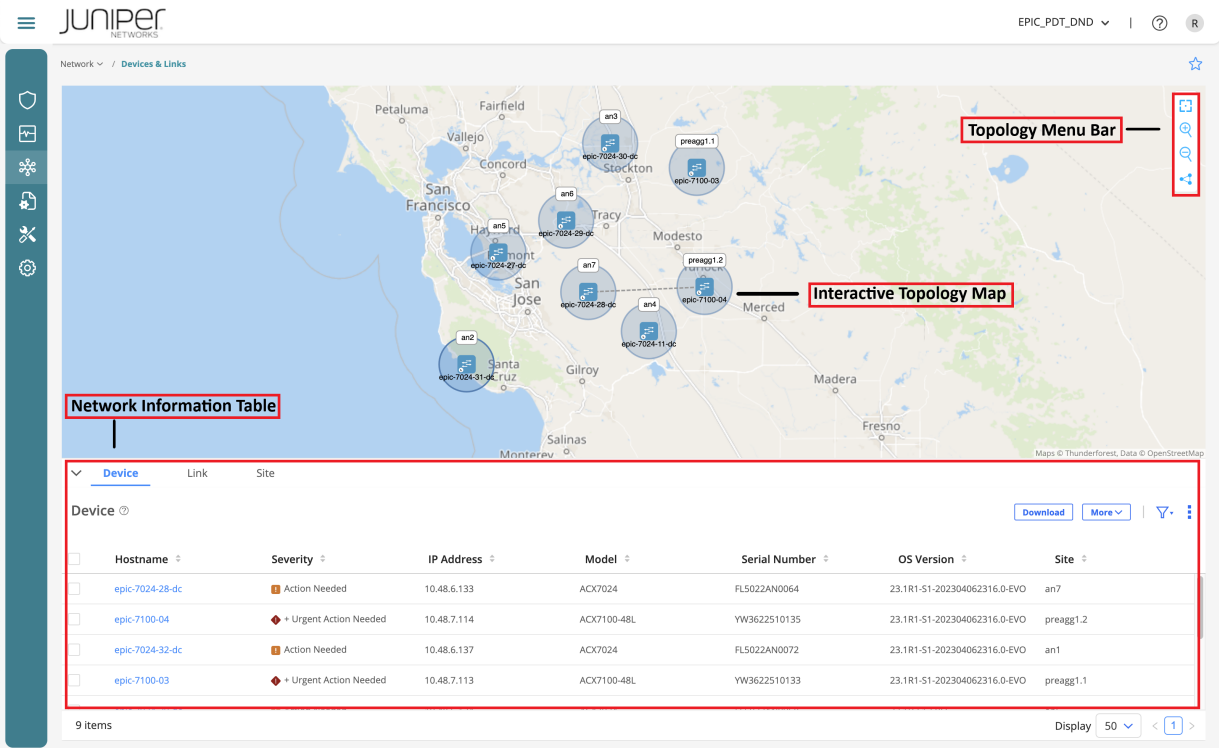 JUNIPER
NETWORKS
EPIC_PDT_DND
R
Network / Devices & Links
Petaluma
Fairfield
Vallejo
Concord
Stockton
San
Francisco
Tracy
Modesto
San
Jose
Merced
Gilroy
Madera
Fresno
Salinas
Monterey
an3
epic-7024-30-dc
preagg1.1
epic-7100-03
an6
epic-7024-29-dc
an5
epic-7024-27-dc
an7
epic-7024-28-dc
preagg1.2
epic-7100-04
an4
epic-7024-11-dc
an2
epic-7024-31-dc
Santa
Cruz
Topology Menu Bar
Interactive Topology Map
Network Information Table
Maps © Thunderforest, Data © OpenStreetMap
Device Link Site
Device
Download More
Hostname Severity IP Address Model Serial Number OS Version Site
epic-7024-28-dc Action Needed 10.48.6.133 ACX7024 FL5022AN0064 23.1R1-S1-202304062316.0-EVO an7
epic-7100-04 + Urgent Action Needed 10.48.7.114 ACX7100-48L YW3622510135 23.1R1-S1-202304062316.0-EVO preagg1.2
epic-7024-32-dc Action Needed 10.48.6.137 ACX7024 FL5022AN0072 23.1R1-S1-202304062316.0-EVO an1
epic-7100-03 + Urgent Action Needed 10.48.7.113 ACX7100-48L YW3622510133 23.1R1-S1-202304062316.0-EVO preagg1.1
9 items
Display 50 < 1 >